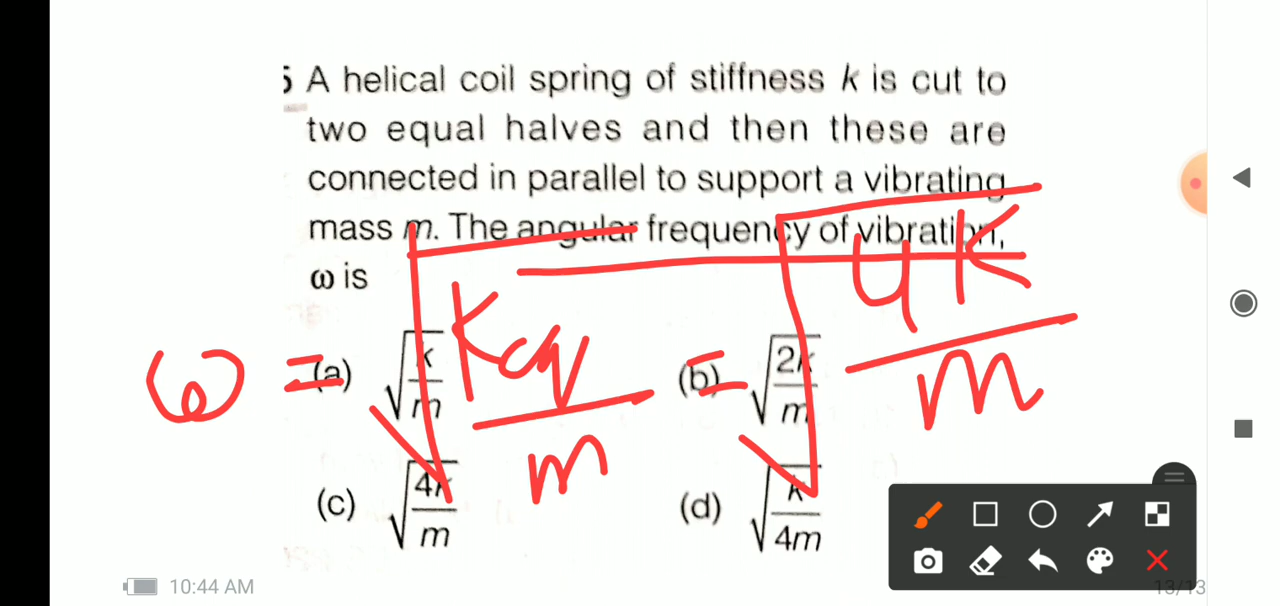 5 A helical coil spring of stiffness k is cut to
two equal halves and then these are
connected in parallel to support a vibrating
mass m. The angular frequency of vibration,
ω is
(a) √k/m (b) √2k/m
(c) √4k/m (d) √k/4m
ω = √Keq/m = √4K/m
10:44 AM
13/13